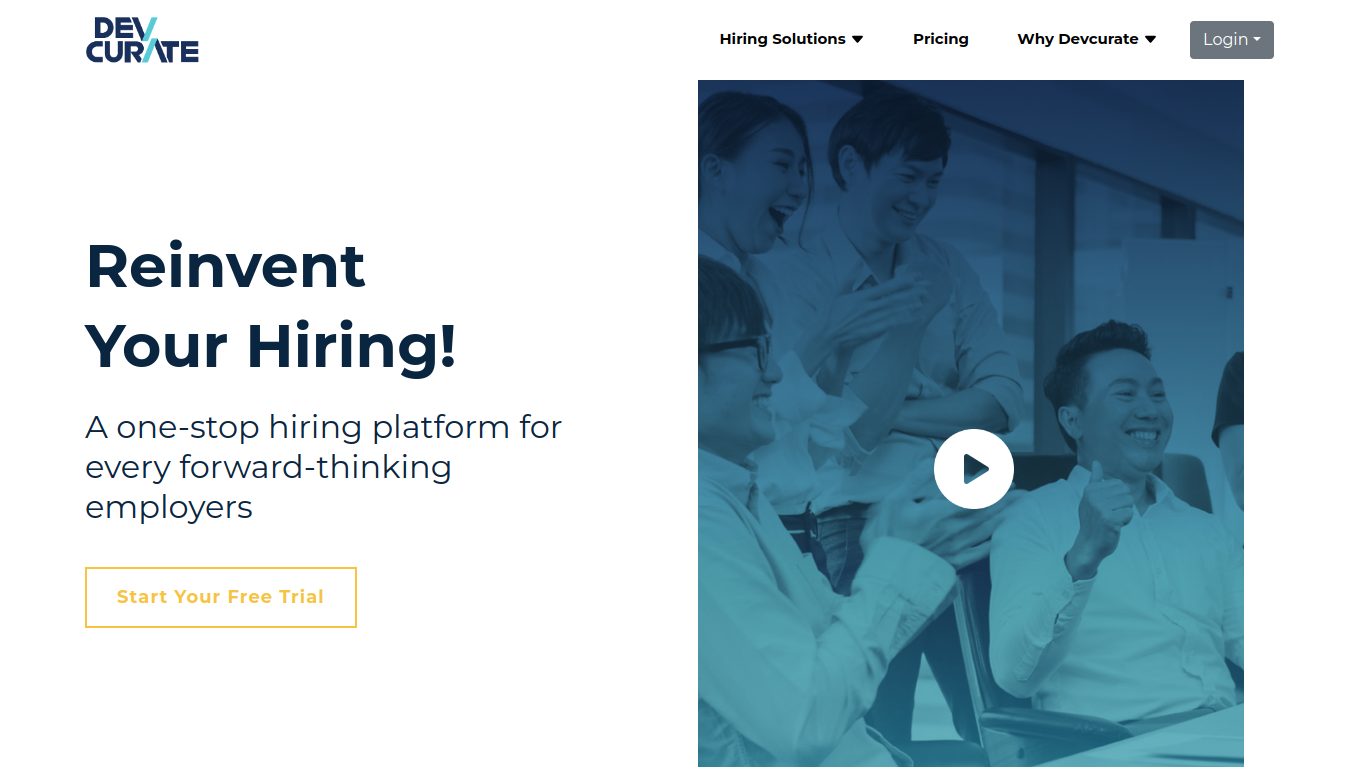 DEV
CURATE
Hiring Solutions
Pricing
Why Devcurate
Login
Reinvent
Your Hiring!
A one-stop hiring platform for
every forward-thinking
employers
Start Your Free Trial